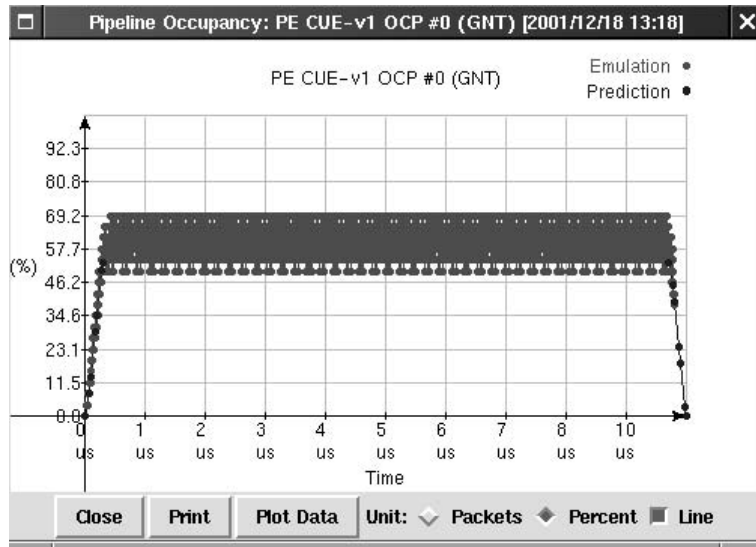 Pipeline Occupancy: PE CUE-v1 OCP #0 (GNT) [2001/12/18 13:18]
PE CUE-v1 OCP #0 (GNT)
Emulation
Prediction
92.3
80.8
69.2
57.7
(%)
46.2
34.6
23.1
11.5
0.0
0 1 2 3 4 5 6 7 8 9 10
us us us us us us us us us us us
Time
Close Print Plot Data Unit: Packets Percent Line